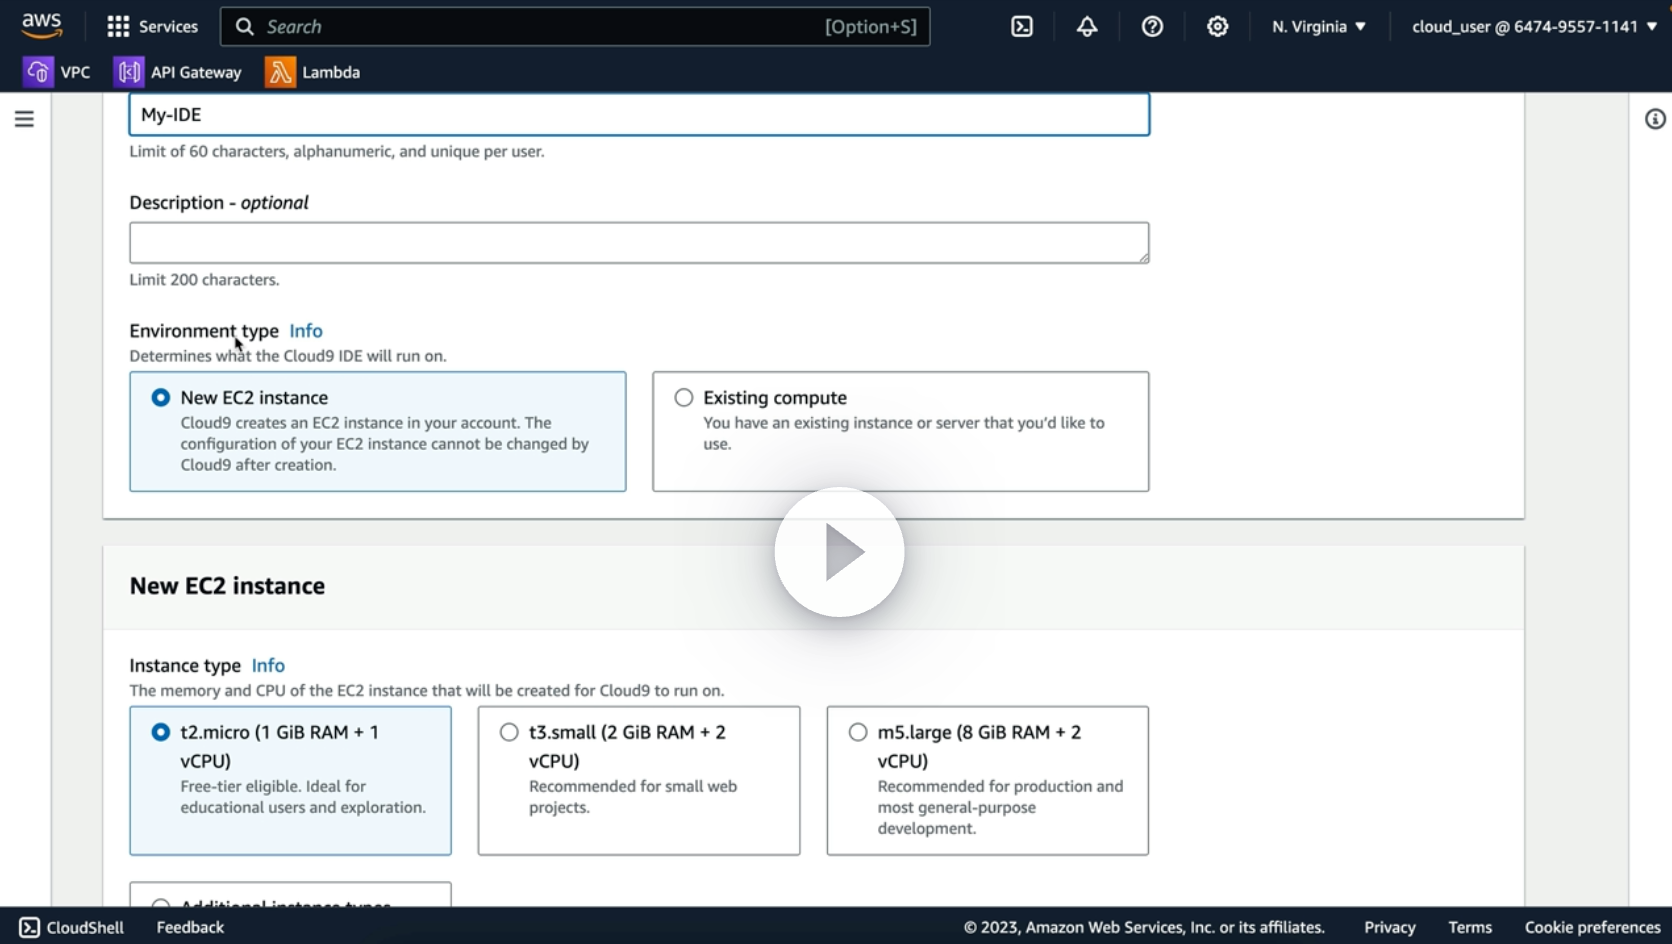 aws
Services
Search
[Option+S]
N. Virginia
cloud_user @ 6474-9557-1141
VPC
API Gateway
Lambda
My-IDE
Limit of 60 characters, alphanumeric, and unique per user.
Description - optional
Limit 200 characters.
Environment type Info
Determines what the Cloud9 IDE will run on.
New EC2 instance
Cloud9 creates an EC2 instance in your account. The
configuration of your EC2 instance cannot be changed by
Cloud9 after creation.
Existing compute
You have an existing instance or server that you'd like to
use.
New EC2 instance
Instance type Info
The memory and CPU of the EC2 instance that will be created for Cloud9 to run on.
t2.micro (1 GiB RAM + 1
vCPU)
Free-tier eligible. Ideal for
educational users and exploration.
t3.small (2 GiB RAM + 2
vCPU)
Recommended for small web
projects.
m5.large (8 GiB RAM + 2
vCPU)
Recommended for production and
most general-purpose
development.
Additional instance types
CloudShell
Feedback
© 2023, Amazon Web Services, Inc. or its affiliates.
Privacy
Terms
Cookie preferences